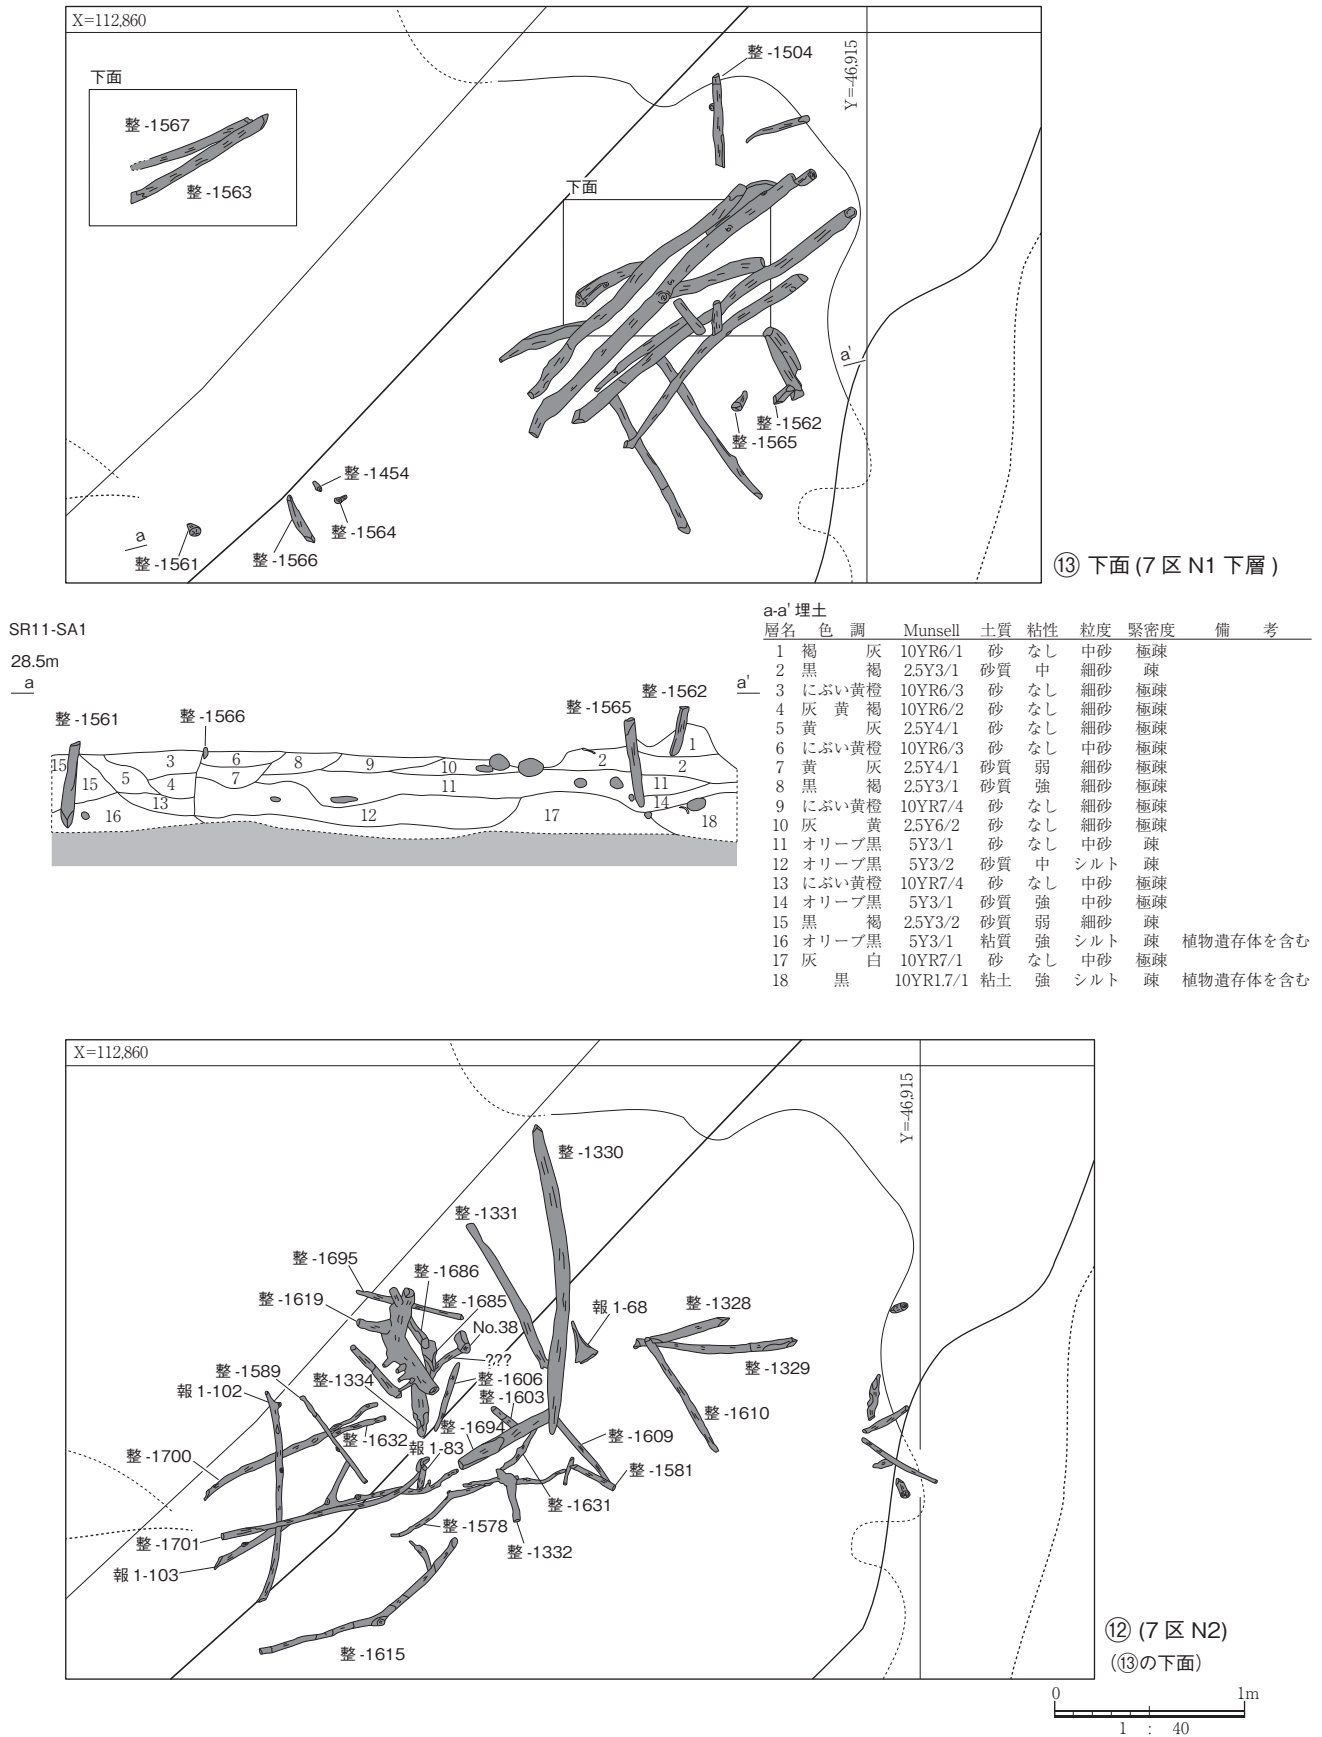 X=112,860
Y=-46,915
下面
整-1567
整-1563
整-1504
下面
a'
整-1562
整-1565
整-1454
整-1564
整-1566
a
整-1561
⑬ 下面 (7 区 N1 下層 )
SR11-SA1
28.5m
a
a'
整-1561
整-1566
整-1565
整-1562
15
15
5
3
4
13
16
6
7
8
9
10
11
12
17
2
1
2
11
14
18
a-a' 埋土
層名 色 調 Munsell 土質 粘性 粒度 緊密度 備 考
1 褐 灰 10YR6/1 砂 なし 中砂 極疎
2 黒 褐 2.5Y3/1 砂質 中 細砂 疎
3 にぶい黄橙 10YR6/3 砂 なし 細砂 極疎
4 灰 黄 褐 10YR6/2 砂 なし 細砂 極疎
5 黄 灰 2.5Y4/1 砂 なし 細砂 極疎
6 にぶい黄橙 10YR6/3 砂 なし 中砂 極疎
7 黄 灰 2.5Y4/1 砂質 弱 細砂 極疎
8 黒 褐 2.5Y3/1 砂質 強 細砂 極疎
9 にぶい黄橙 10YR7/4 砂 なし 細砂 極疎
10 灰 黄 2.5Y6/2 砂 なし 細砂 極疎
11 オリーブ黒 5Y3/1 砂 なし 中砂 疎
12 オリーブ黒 5Y3/2 砂質 中 シルト 疎
13 にぶい黄橙 10YR7/4 砂 なし 中砂 極疎
14 オリーブ黒 5Y3/1 砂質 強 中砂 極疎
15 黒 褐 2.5Y3/2 砂質 弱 細砂 疎
16 オリーブ黒 5Y3/1 粘質 強 シルト 疎 植物遺存体を含む
17 灰 白 10YR7/1 砂 なし 中砂 極疎
18 黒 10YR1.7/1 粘土 強 シルト 疎 植物遺存体を含む
X=112,860
Y=-46,915
整-1330
整-1331
整-1695
整-1686
整-1619
整-1685
No.38
報1-68
整-1328
???
整-1329
整-1589
整-1334
整-1606
報1-102
整-1603
整-1610
整-1694
整-1632
報1-83
整-1609
整-1700
整-1581
整-1631
整-1578
整-1701
整-1332
報1-103
整-1615
⑫ (7 区 N2)
(⑬の下面)
0 1m
1 : 40